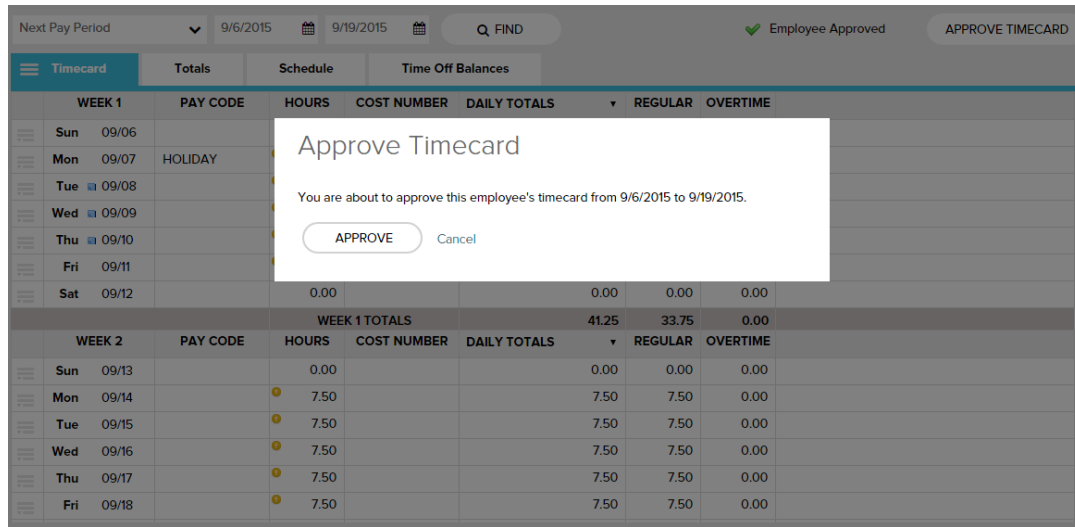 Next Pay Period 9/6/2015 9/19/2015 FIND Employee Approved APPROVE TIMECARD
Timecard Totals Schedule Time Off Balances
WEEK 1 PAY CODE HOURS COST NUMBER DAILY TOTALS REGULAR OVERTIME
Sun 09/06
Mon 09/07 HOLIDAY
Tue 09/08
Wed 09/09
Thu 09/10
Fri 09/11
Approve Timecard
You are about to approve this employee's timecard from 9/6/2015 to 9/19/2015.
APPROVE Cancel
Sat 09/12 0.00 0.00 0.00 0.00
WEEK 1 TOTALS 41.25 33.75 0.00
WEEK 2 PAY CODE HOURS COST NUMBER DAILY TOTALS REGULAR OVERTIME
Sun 09/13 0.00 0.00 0.00 0.00
Mon 09/14 7.50 7.50 7.50 0.00
Tue 09/15 7.50 7.50 7.50 0.00
Wed 09/16 7.50 7.50 7.50 0.00
Thu 09/17 7.50 7.50 7.50 0.00
Fri 09/18 7.50 7.50 7.50 0.00